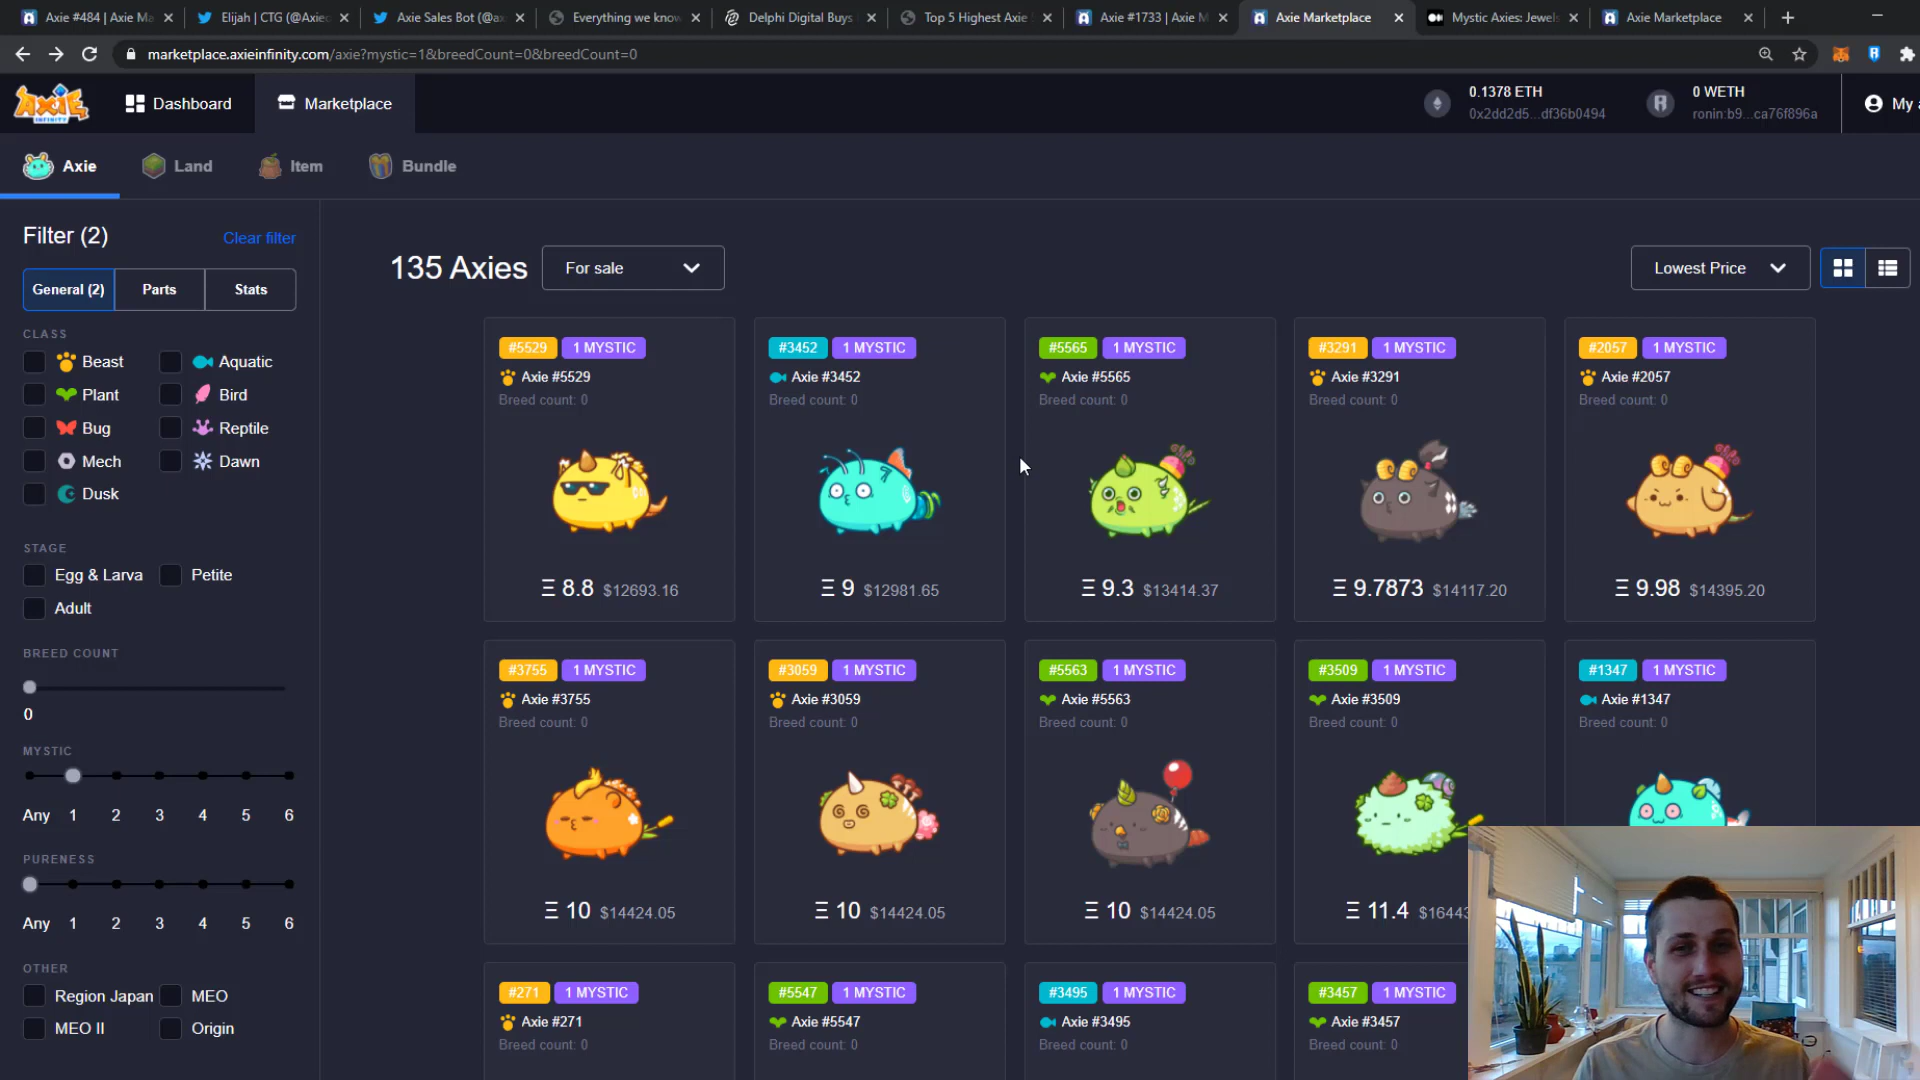 Axie #484 | Axie Ma
Elijah | CTG (@Axie
Axie Sales Bot (@ax
Everything we know
Delphi Digital Buys
Top 5 Highest Axie
Axie #1733 | Axie M
Axie Marketplace
Mystic Axies: Jewels
Axie Marketplace
marketplace.axieinfinity.com/axie?mystic=1&breedCount=0&breedCount=0
AXIE INFINITY
Dashboard
Marketplace
0.1378 ETH
0x2dd2d5...df36b0494
0 WETH
ronin:b9...ca76f896a
My a
Axie
Land
Item
Bundle
Filter (2)
Clear filter
General (2)
Parts
Stats
CLASS
Beast
Aquatic
Plant
Bird
Bug
Reptile
Mech
Dawn
Dusk
STAGE
Egg & Larva
Petite
Adult
BREED COUNT
0
MYSTIC
Any 1 2 3 4 5 6
PURENESS
Any 1 2 3 4 5 6
OTHER
Region Japan
MEO
MEO II
Origin
135 Axies
For sale
Lowest Price
#5529 1 MYSTIC
Axie #5529
Breed count: 0
Ξ 8.8 $12693.16
#3452 1 MYSTIC
Axie #3452
Breed count: 0
Ξ 9 $12981.65
#5565 1 MYSTIC
Axie #5565
Breed count: 0
Ξ 9.3 $13414.37
#3291 1 MYSTIC
Axie #3291
Breed count: 0
Ξ 9.7873 $14117.20
#2057 1 MYSTIC
Axie #2057
Breed count: 0
Ξ 9.98 $14395.20
#3755 1 MYSTIC
Axie #3755
Breed count: 0
Ξ 10 $14424.05
#3059 1 MYSTIC
Axie #3059
Breed count: 0
Ξ 10 $14424.05
#5563 1 MYSTIC
Axie #5563
Breed count: 0
Ξ 10 $14424.05
#3509 1 MYSTIC
Axie #3509
Breed count: 0
Ξ 11.4 $16443
#1347 1 MYSTIC
Axie #1347
Breed count: 0
#271 1 MYSTIC
Axie #271
Breed count: 0
#5547 1 MYSTIC
Axie #5547
Breed count: 0
#3495 1 MYSTIC
Axie #3495
Breed count: 0
#3457 1 MYSTIC
Axie #3457
Breed count: 0